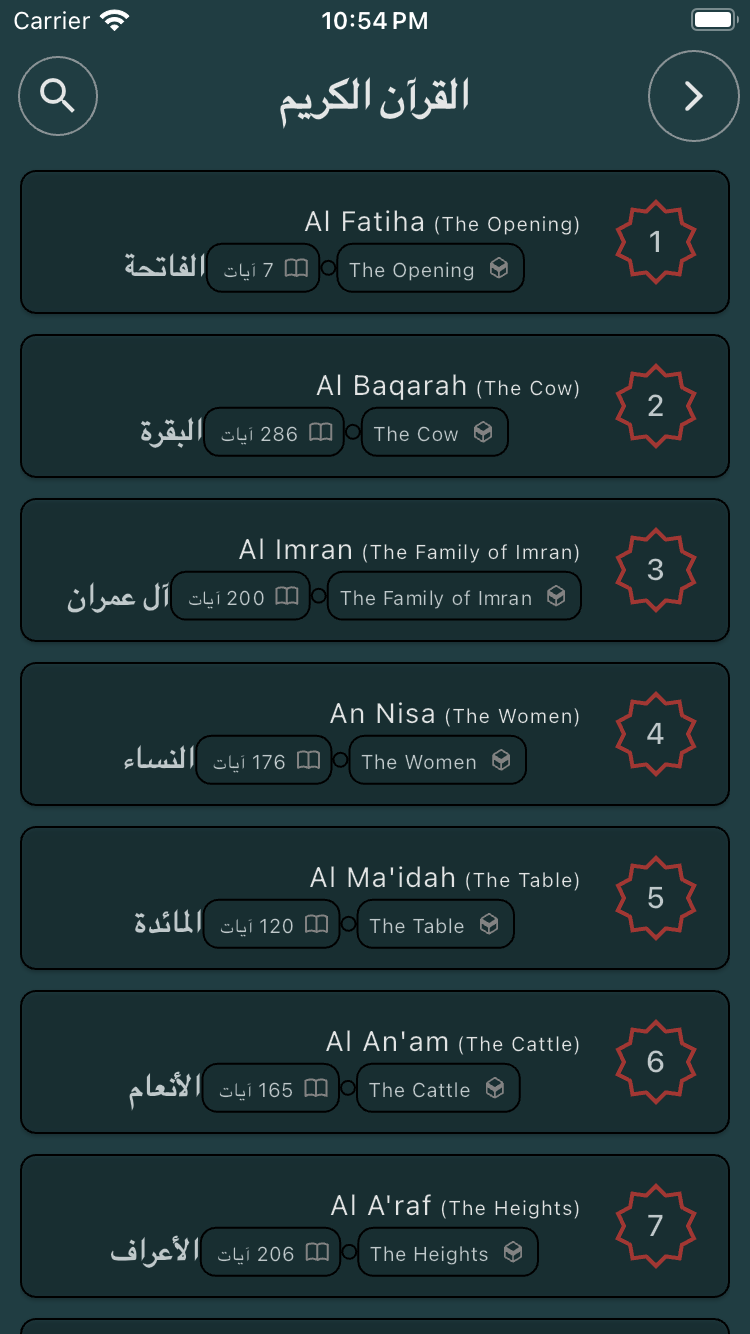 Carrier 10:54 PM
القرآن الكريم
1
Al Fatiha (The Opening)
The Opening 7 آيات الفاتحة
2
Al Baqarah (The Cow)
The Cow 286 آيات البقرة
3
Al Imran (The Family of Imran)
The Family of Imran 200 آيات آل عمران
4
An Nisa (The Women)
The Women 176 آيات النساء
5
Al Ma'idah (The Table)
The Table 120 آيات المائدة
6
Al An'am (The Cattle)
The Cattle 165 آيات الأنعام
7
Al A'raf (The Heights)
The Heights 206 آيات الأعراف